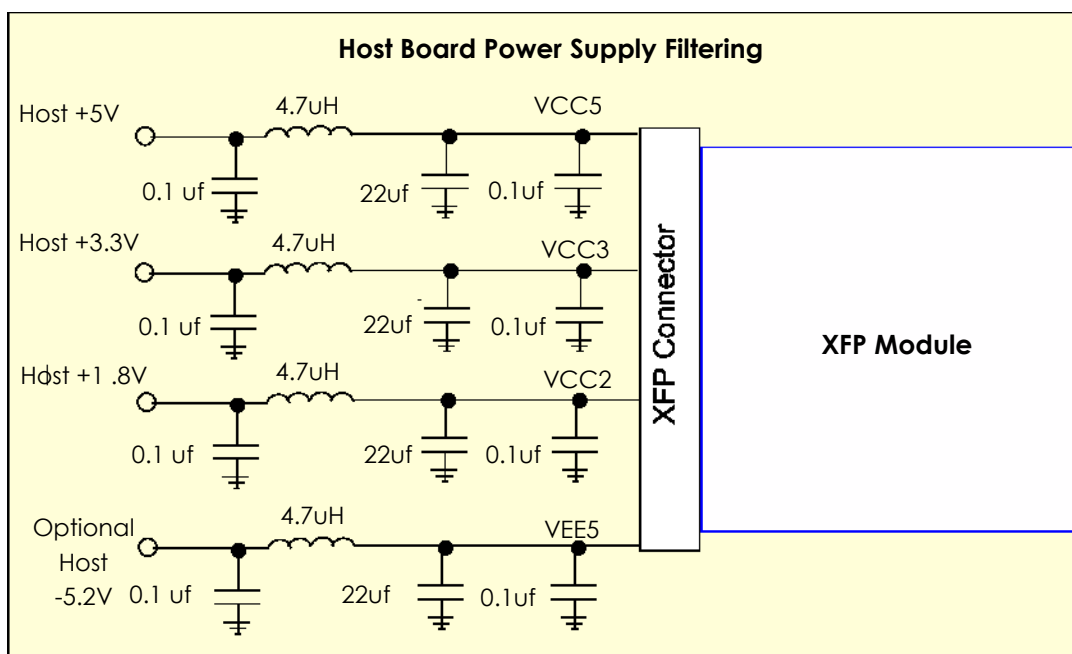 Host Board Power Supply Filtering
Host +5V
4.7uH
VCC5
0.1 uf
22uf
0.1uf
Host +3.3V
4.7uH
VCC3
0.1 uf
22uf
0.1uf
Host +1 .8V
4.7uH
VCC2
0.1 uf
22uf
0.1uf
Optional
Host
-5.2V
4.7uH
VEE5
0.1 uf
22uf
0.1uf
XFP Connector
XFP Module